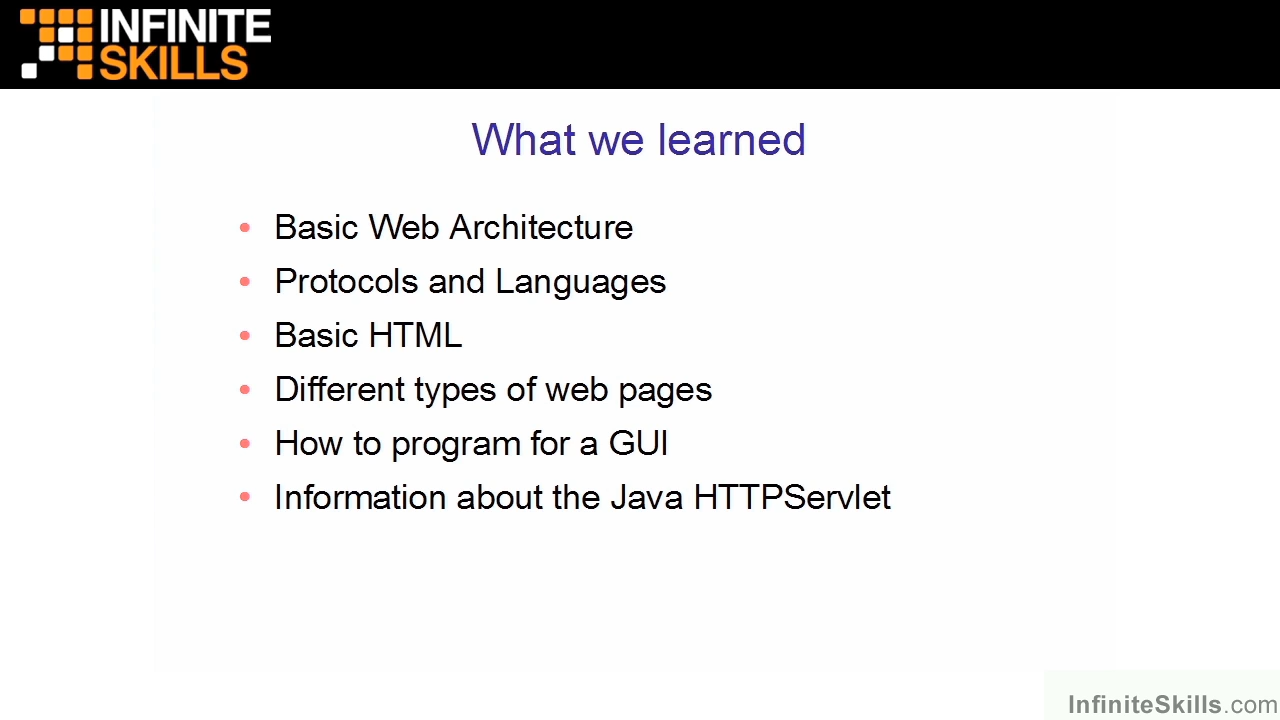 INFINITE
SKILLS
What we learned
• Basic Web Architecture
• Protocols and Languages
• Basic HTML
• Different types of web pages
• How to program for a GUI
• Information about the Java HTTPServlet
InfiniteSkills.com